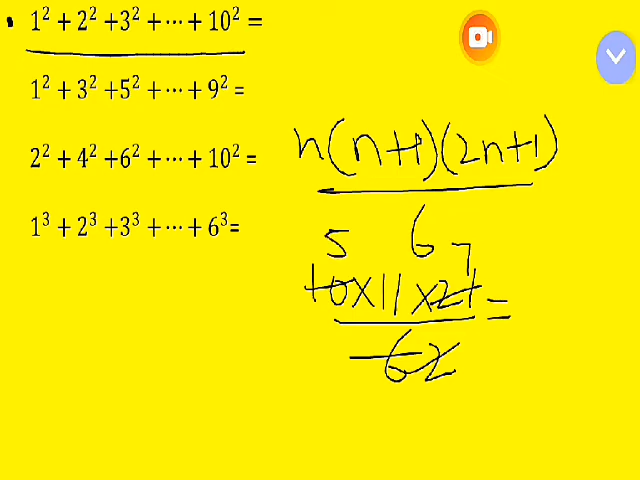 1² + 2² +3² + ⋯ + 10² =
1² + 3² + 5² + ⋯ + 9² =
2² + 4² + 6² + ⋯ + 10² =
1³ + 2³ + 3³ + ⋯ + 6³=
n(n+1)(2n+1)
6
5 7
10×11×21=
6 2